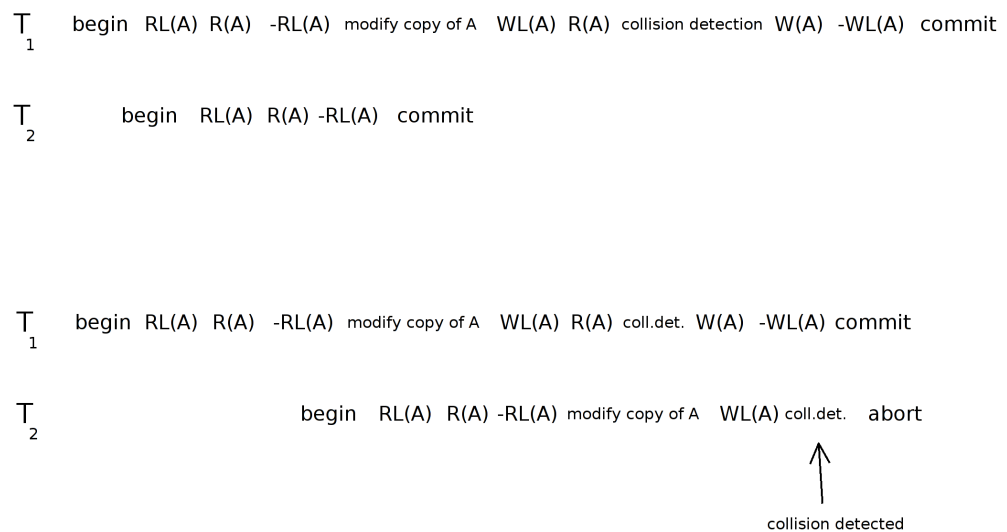 T1 begin RL(A) R(A) -RL(A) modify copy of A WL(A) R(A) collision detection W(A) -WL(A) commit
T2 begin RL(A) R(A) -RL(A) commit
T1 begin RL(A) R(A) -RL(A) modify copy of A WL(A) R(A) coll.det. W(A) -WL(A) commit
T2 begin RL(A) R(A) -RL(A) modify copy of A WL(A) coll.det. abort
collision detected